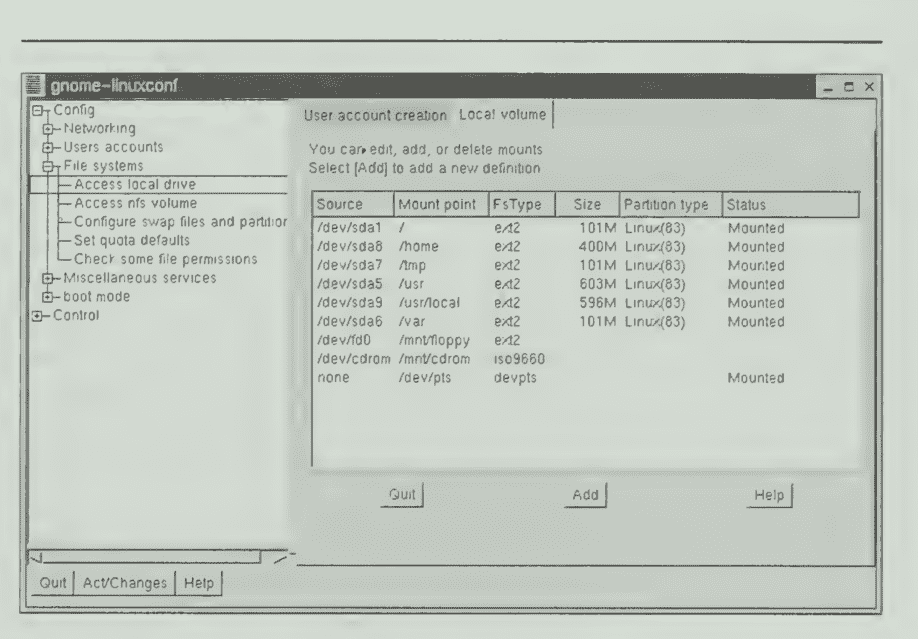 gnome-linuxconf
Config
Networking
Users accounts
File systems
Access local drive
Access nfs volume
Configure swap files and partition
Set quota defaults
Check some file permissions
Miscellaneous services
boot mode
Control
User account creation Local volume
You can edit, add, or delete mounts
Select [Add] to add a new definition
Source Mount point FsType Size Partition type Status
/dev/sda1 / ext2 101M Linux(83) Mounted
/dev/sda8 /home ext2 400M Linux(83) Mounted
/dev/sda7 /tmp ext2 101M Linux(83) Mounted
/dev/sda5 /usr ext2 603M Linux(83) Mounted
/dev/sda9 /usr/local ext2 596M Linux(83) Mounted
/dev/sda6 /var ext2 101M Linux(83) Mounted
/dev/fd0 /mnt/floppy ext2
/dev/cdrom /mnt/cdrom iso9660
none /dev/pts devpts Mounted
Quit Add Help
Quit Act/Changes Help